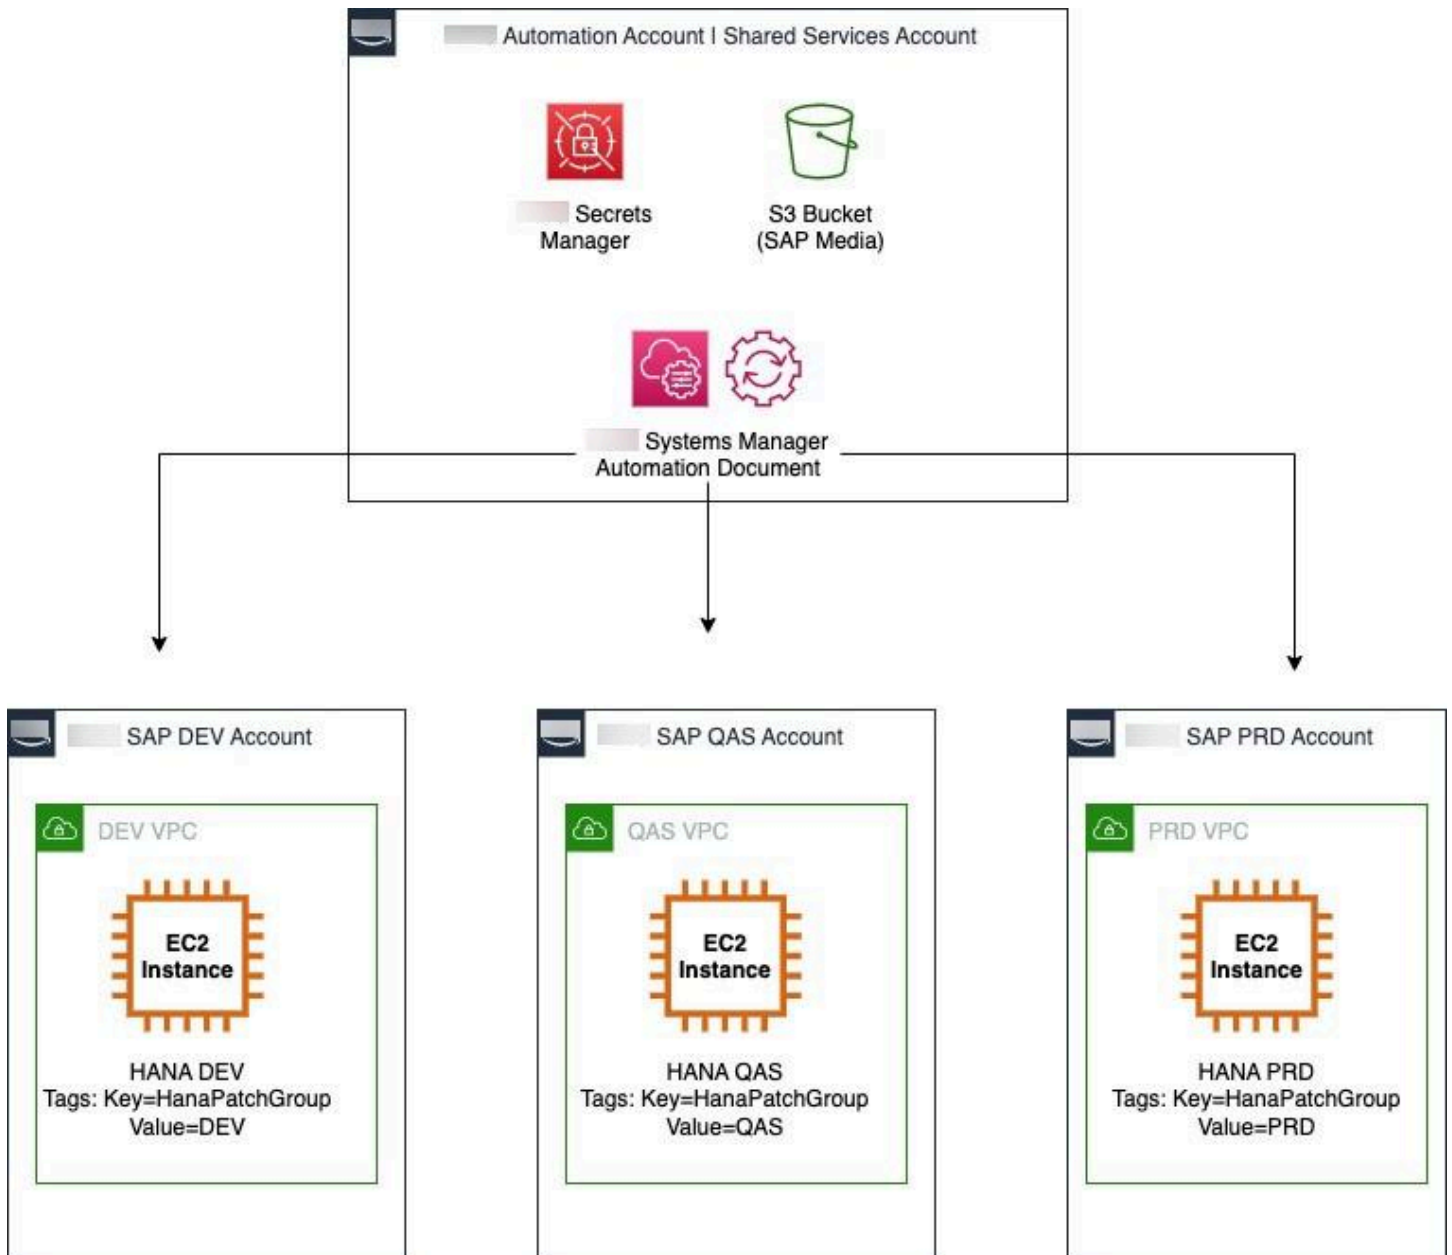 Automation Account | Shared Services Account
Secrets
Manager
S3 Bucket
(SAP Media)
Systems Manager
Automation Document
SAP DEV Account
SAP QAS Account
SAP PRD Account
DEV VPC
QAS VPC
PRD VPC
EC2
Instance
EC2
Instance
EC2
Instance
HANA DEV
Tags: Key=HanaPatchGroup
Value=DEV
HANA QAS
Tags: Key=HanaPatchGroup
Value=QAS
HANA PRD
Tags: Key=HanaPatchGroup
Value=PRD